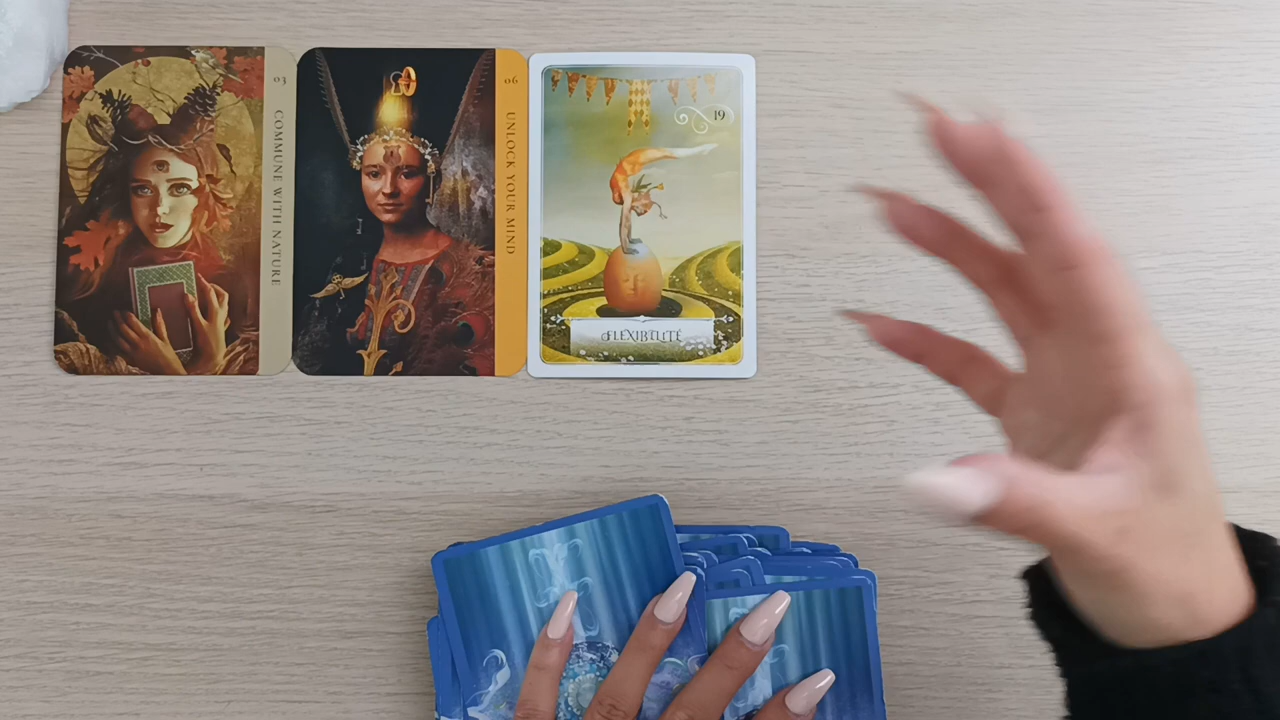 03
COMMUNE WITH NATURE
06
UNLOCK YOUR MIND
19
FLEXIBILITÉ